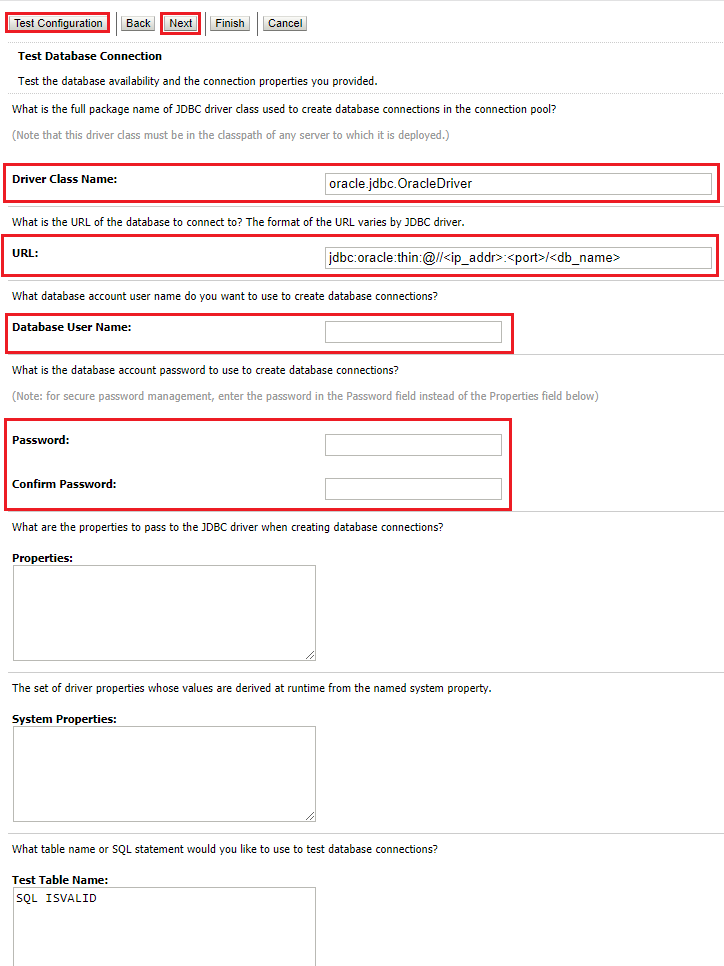 Test Configuration Back Next Finish Cancel
Test Database Connection
Test the database availability and the connection properties you provided.
What is the full package name of JDBC driver class used to create database connections in the connection pool?
(Note that this driver class must be in the classpath of any server to which it is deployed.)
Driver Class Name: oracle.jdbc.OracleDriver
What is the URL of the database to connect to? The format of the URL varies by JDBC driver.
URL: jdbc:oracle:thin:@//<ip_addr>:<port>/<db_name>
What database account user name do you want to use to create database connections?
Database User Name:
What is the database account password to use to create database connections?
(Note: for secure password management, enter the password in the Password field instead of the Properties field below)
Password:
Confirm Password:
What are the properties to pass to the JDBC driver when creating database connections?
Properties:
The set of driver properties whose values are derived at runtime from the named system property.
System Properties:
What table name or SQL statement would you like to use to test database connections?
Test Table Name:
SQL ISVALID